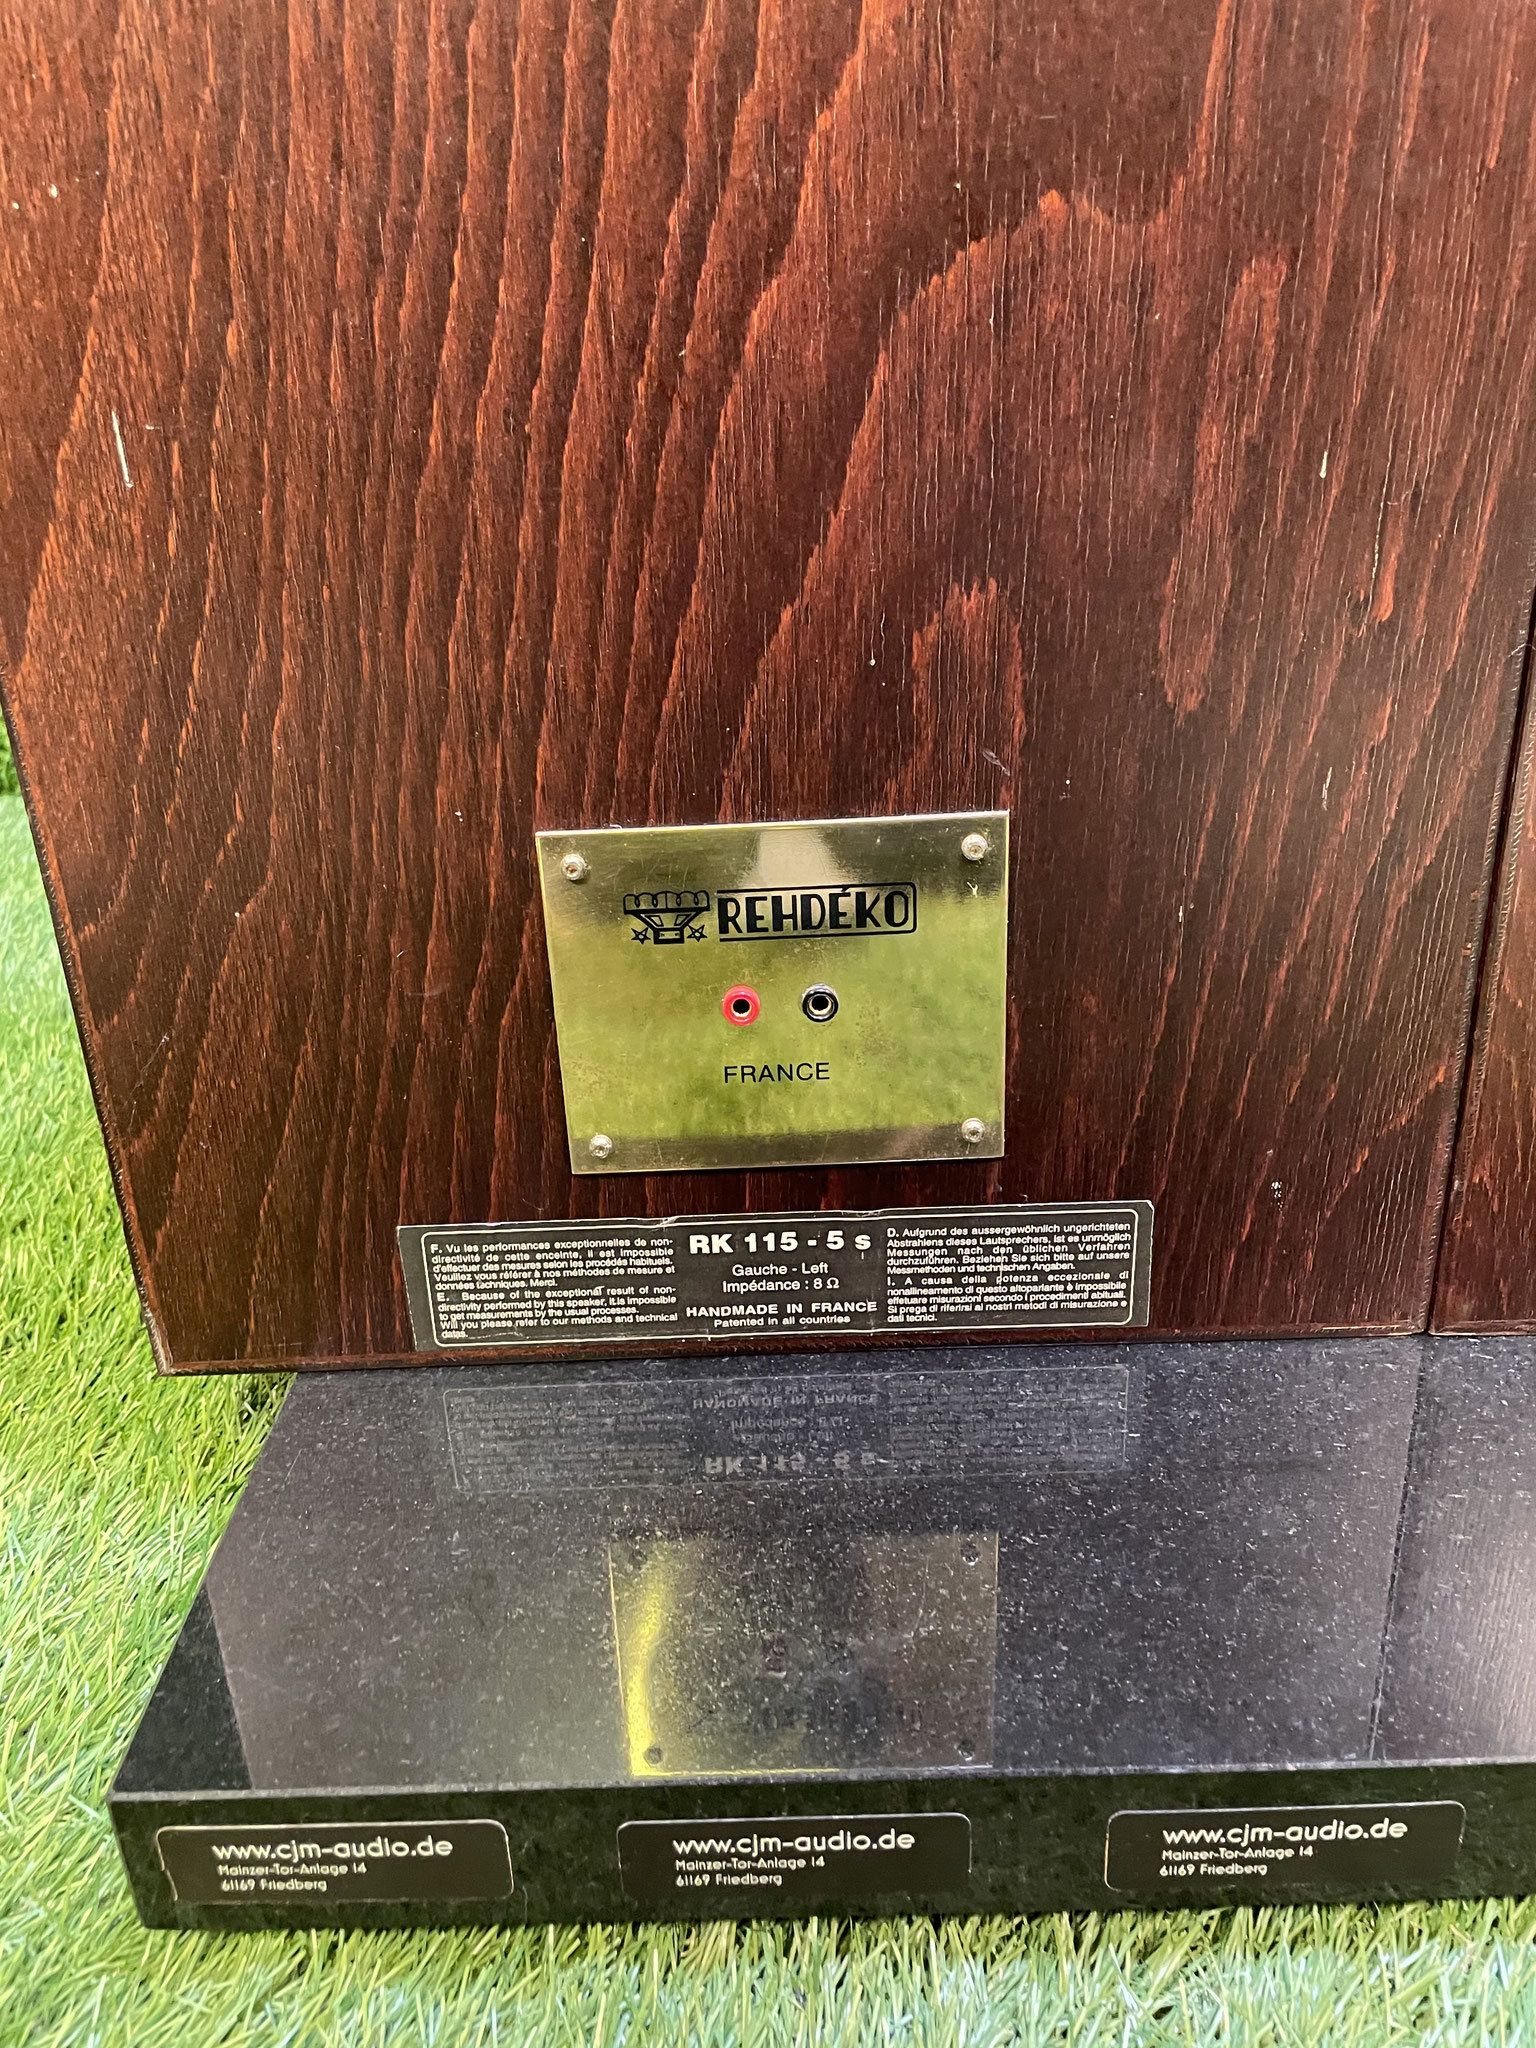 REHDÉKO
FRANCE
F. Vu les performances exceptionnelles de non-
directivité de cette enceinte, il est impossible
d'effectuer des mesures selon les procédés habituels.
Veuillez vous référer à nos méthodes de mesure et
données techniques. Merci.
E. Because of the exceptional result of non-
directivity performed by this speaker, it is impossible
to get measurements by the usual processes.
Will you please refer to our methods and technical
datas.
RK 115 - 5 s
Gauche - Left
Impédance : 8 Ω
HANDMADE IN FRANCE
Patented in all countries
D. Aufgrund des aussergewöhnlich ungerichteten
Abstrahlens dieses Lautsprechers, ist es unmöglich
Messungen nach den üblichen Verfahren
durchzuführen. Beziehen Sie sich bitte auf unsere
Messmethoden und technischen Angaben.
I. A causa della potenza eccezionale di
nonallineamento di questo altoparlante è impossibile
effetuare misurazioni secondo i procedimenti abituali.
Si prega di riferirsi ai nostri metodi di misurazione e
dati tecnici.
www.cjm-audio.de
Mainzer-Tor-Anlage 14
61169 Friedberg
www.cjm-audio.de
Mainzer-Tor-Anlage 14
61169 Friedberg
www.cjm-audio.de
Mainzer-Tor-Anlage 14
61169 Friedberg